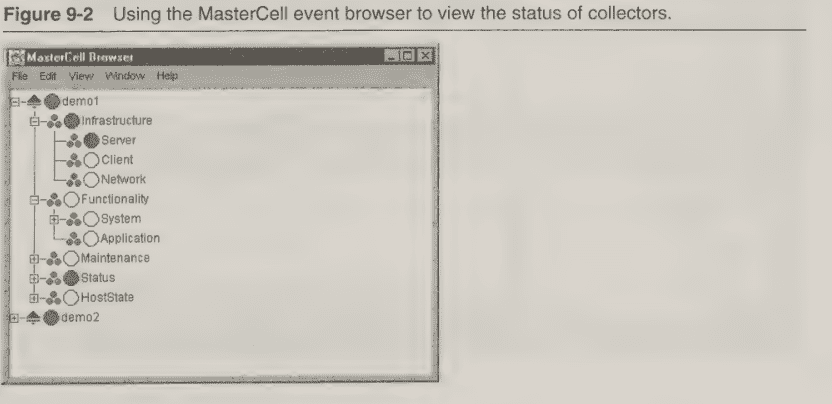 Figure 9-2 Using the MasterCell event browser to view the status of collectors.
MasterCell Browser
File Edit View Window Help
demo1
Infrastructure
Server
Client
Network
Functionality
System
Application
Maintenance
Status
HostState
demo2